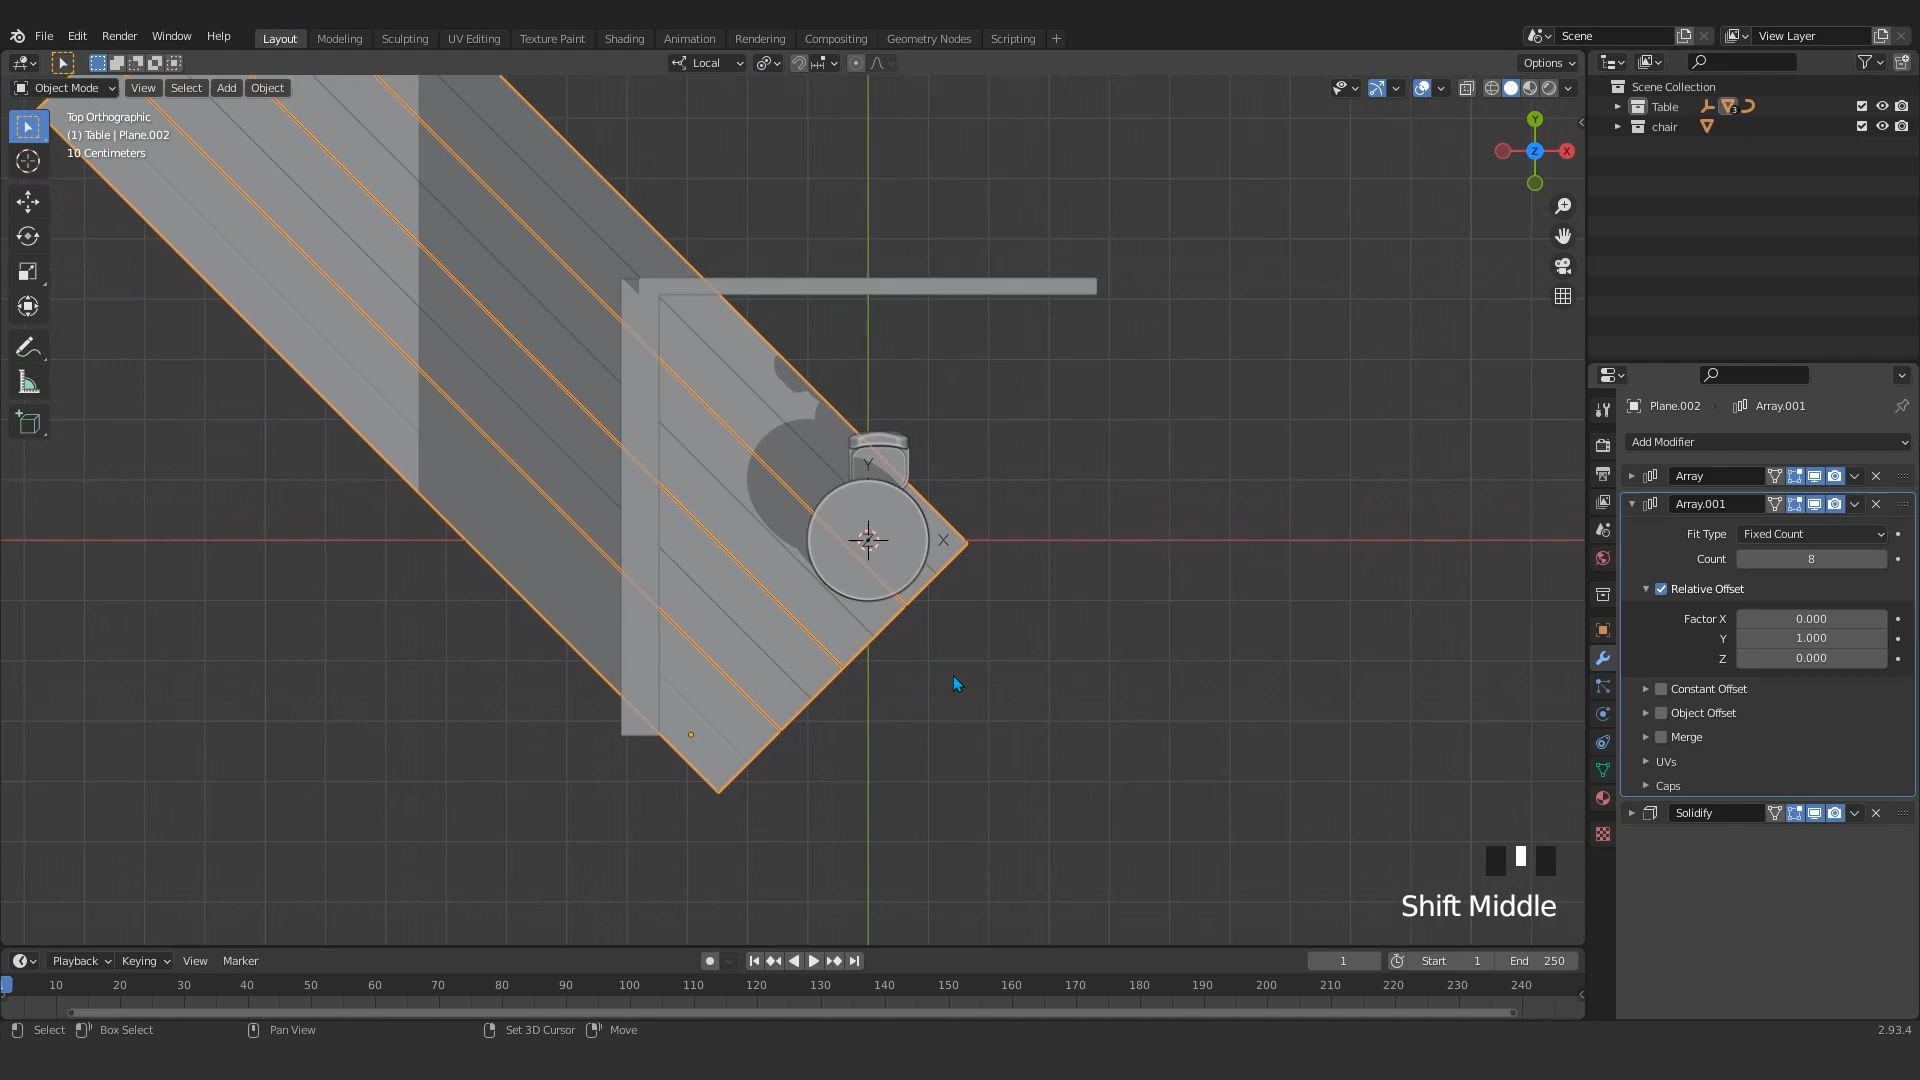 File Edit Render Window Help Layout Modeling Sculpting UV Editing Texture Paint Shading Animation Rendering Compositing Geometry Nodes Scripting + Scene View Layer
Local Options
Object Mode View Select Add Object
Top Orthographic
(1) Table | Plane.002
10 Centimeters
Scene Collection
Table 3
chair
Y
Z X
Plane.002 Array.001
Add Modifier
Array
Array.001
Fit Type Fixed Count
Count 8
Relative Offset
Factor X 0.000
Y 1.000
Z 0.000
Constant Offset
Object Offset
Merge
UVs
Caps
Solidify
Y
X
Shift Middle
Playback Keying View Marker 1 Start 1 End 250
10 20 30 40 50 60 70 80 90 100 110 120 130 140 150 160 170 180 190 200 210 220 230 240
Select Box Select Pan View Set 3D Cursor Move 2.93.4